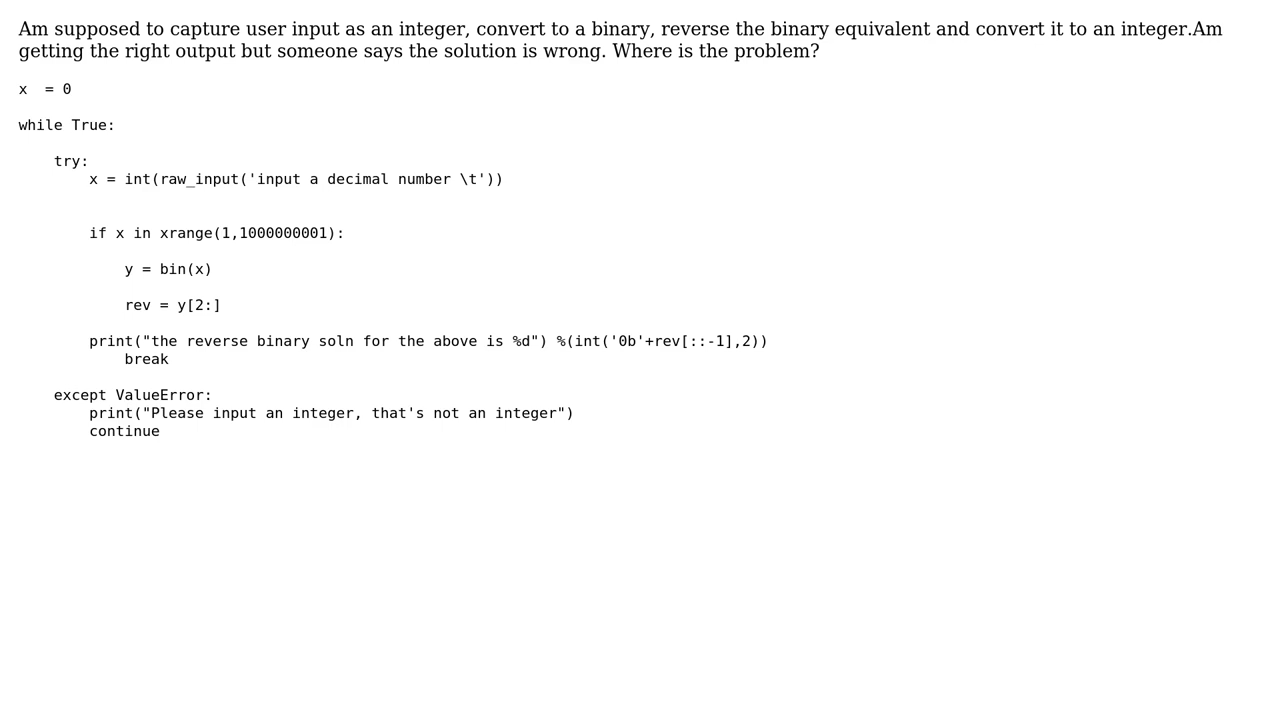 Am supposed to capture user input as an integer, convert to a binary, reverse the binary equivalent and convert it to an integer.Am
getting the right output but someone says the solution is wrong. Where is the problem?
x  = 0
while True:
    try:
        x = int(raw_input('input a decimal number \t'))
        if x in xrange(1,1000000001):
            y = bin(x)
            rev = y[2:]
        print("the reverse binary soln for the above is %d") %(int('0b'+rev[::-1],2))
            break
    except ValueError:
        print("Please input an integer, that's not an integer")
        continue